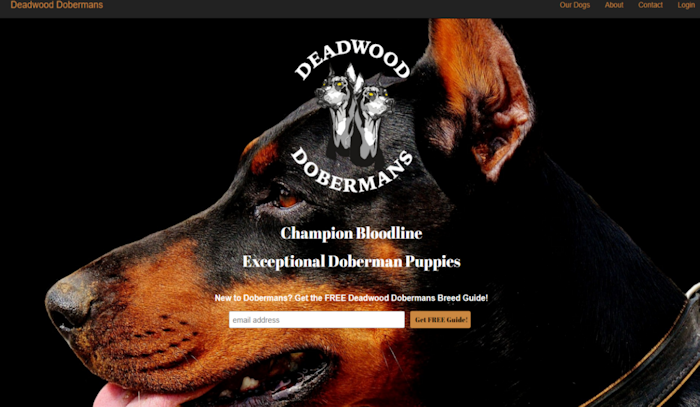 Deadwood Dobermans
Our Dogs
About
Contact
Login
DEADWOOD
DOBERMANS
Champion Bloodline
Exceptional Doberman Puppies
New to Dobermans? Get the FREE Deadwood Dobermans Breed Guide!
email address
Get FREE Guide!